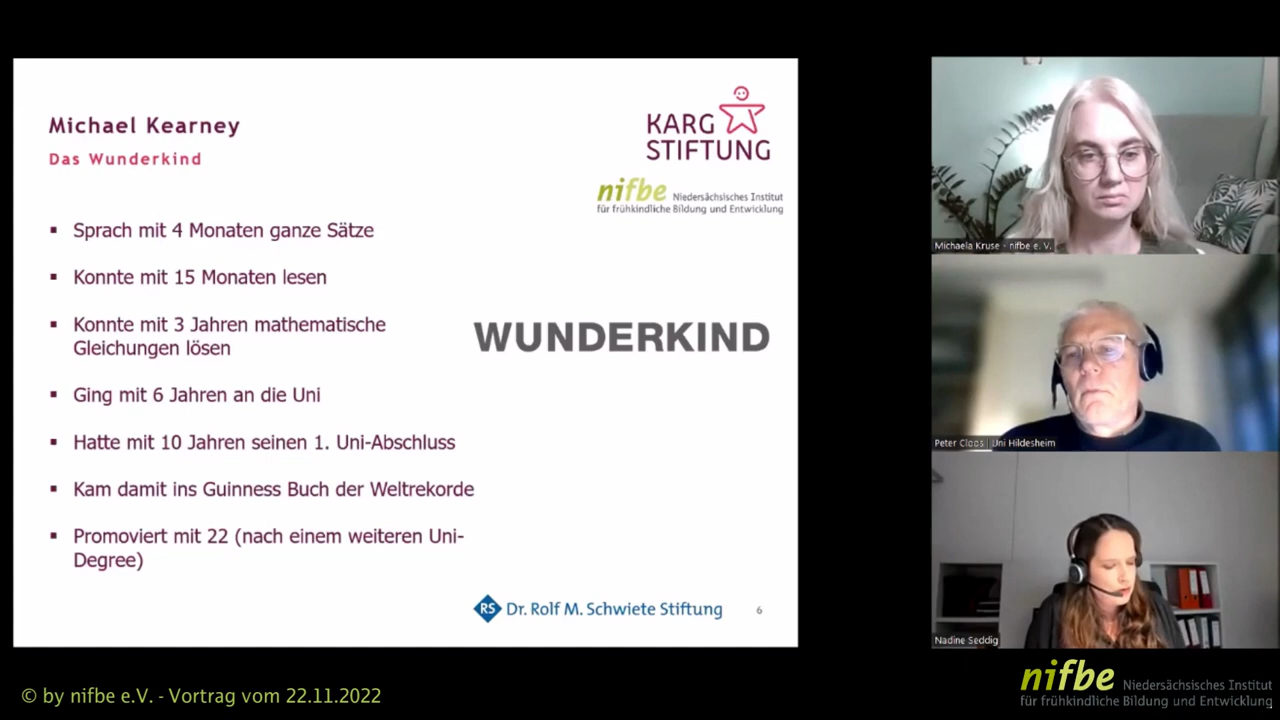 Michael Kearney
Das Wunderkind
KARG
STIFTUNG
nifbe Niedersächsisches Institut
für frühkindliche Bildung und Entwicklung
▪ Sprach mit 4 Monaten ganze Sätze
▪ Konnte mit 15 Monaten lesen
▪ Konnte mit 3 Jahren mathematische
Gleichungen lösen
▪ Ging mit 6 Jahren an die Uni
▪ Hatte mit 10 Jahren seinen 1. Uni-Abschluss
▪ Kam damit ins Guinness Buch der Weltrekorde
▪ Promoviert mit 22 (nach einem weiteren Uni-
Degree)
WUNDERKIND
RS Dr. Rolf M. Schwiete Stiftung
6
Michaela Kruse - nifbe e. V.
Peter Cloos | Uni Hildesheim
Nadine Seddig
© by nifbe e.V. - Vortrag vom 22.11.2022
nifbe Niedersächsisches Institut
für frühkindliche Bildung und Entwicklung